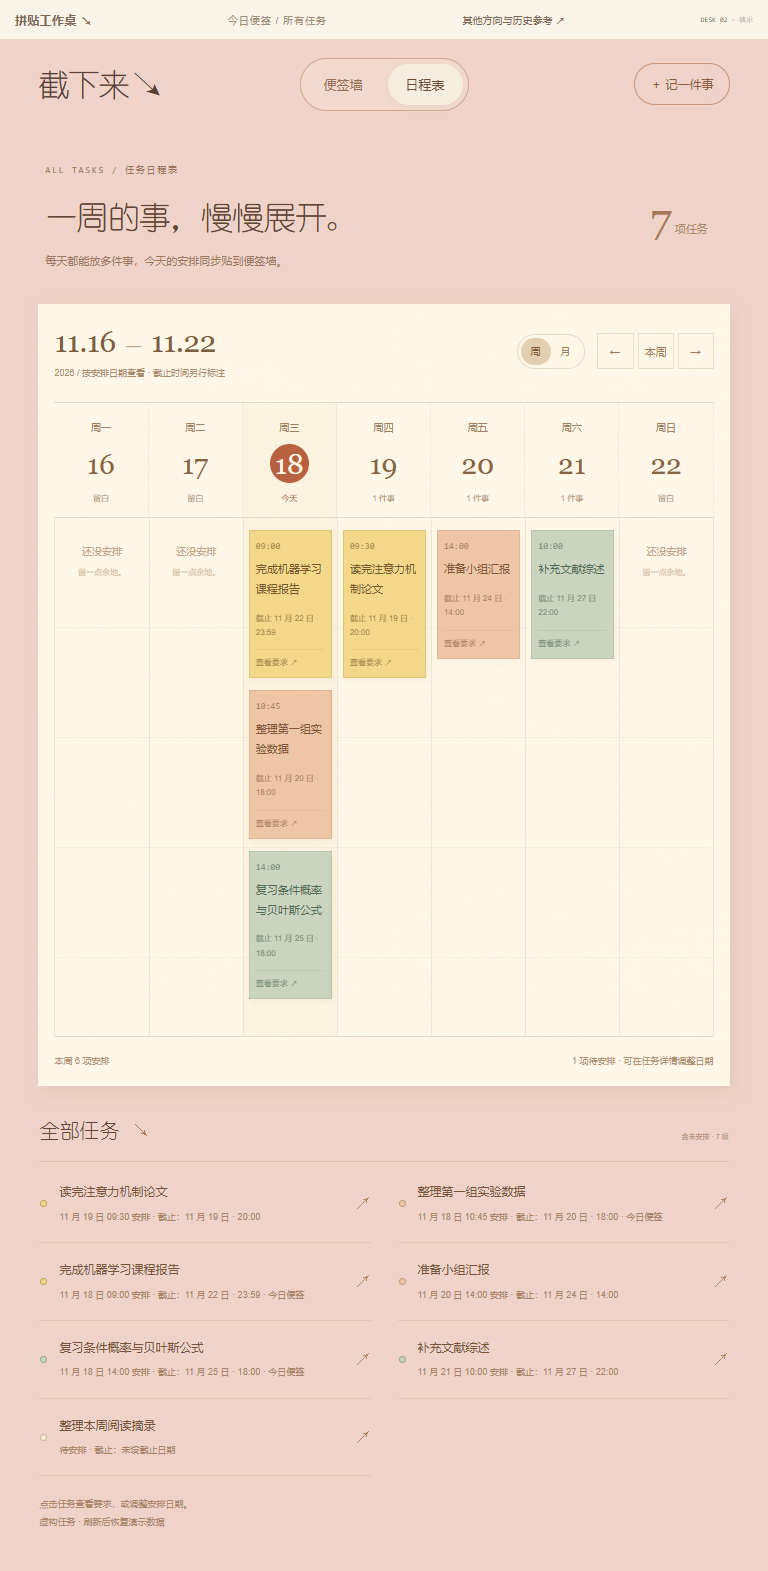 拼贴工作桌 ↘
今日便签 / 所有任务
其他方向与历史参考 ↗
DESK 02 · 演示
截下来↘
便签墙
日程表
+ 记一件事
ALL TASKS / 任务日程表
一周的事，慢慢展开。
7 项任务
每天都能放多件事，今天的安排同步贴到便签墙。
11.16 — 11.22
周
月
←
本周
→
2026 / 按安排日期查看 · 截止时间另行标注
周一
周二
周三
周四
周五
周六
周日
16
17
18
19
20
21
22
留白
留白
今天
1 件事
1 件事
1 件事
留白
还没安排
留一点余地。
还没安排
留一点余地。
09:00
完成机器学习
课程报告
截止 11 月 22 日 ·
23:59
查看要求 ↗
10:45
整理第一组实
验数据
截止 11 月 20 日 ·
18:00
查看要求 ↗
14:00
复习条件概率
与贝叶斯公式
截止 11 月 25 日 ·
18:00
查看要求 ↗
09:30
读完注意力机
制论文
截止 11 月 19 日 ·
20:00
查看要求 ↗
14:00
准备小组汇报
截止 11 月 24 日 ·
14:00
查看要求 ↗
10:00
补充文献综述
截止 11 月 27 日 ·
22:00
查看要求 ↗
还没安排
留一点余地。
本周 6 项安排
1 项待安排 · 可在任务详情调整日期
全部任务 ↘
含未安排 · 7 项
读完注意力机制论文
11 月 19 日 09:30 安排 · 截止：11 月 19 日 · 20:00
整理第一组实验数据
11 月 18 日 10:45 安排 · 截止：11 月 20 日 · 18:00 · 今日便签
完成机器学习课程报告
11 月 18 日 09:00 安排 · 截止：11 月 22 日 · 23:59 · 今日便签
准备小组汇报
11 月 20 日 14:00 安排 · 截止：11 月 24 日 · 14:00
复习条件概率与贝叶斯公式
11 月 18 日 14:00 安排 · 截止：11 月 25 日 · 18:00 · 今日便签
补充文献综述
11 月 21 日 10:00 安排 · 截止：11 月 27 日 · 22:00
整理本周阅读摘录
待安排 · 截止：未设截止日期
点击任务查看要求，或调整安排日期。
虚构任务 · 刷新后恢复演示数据